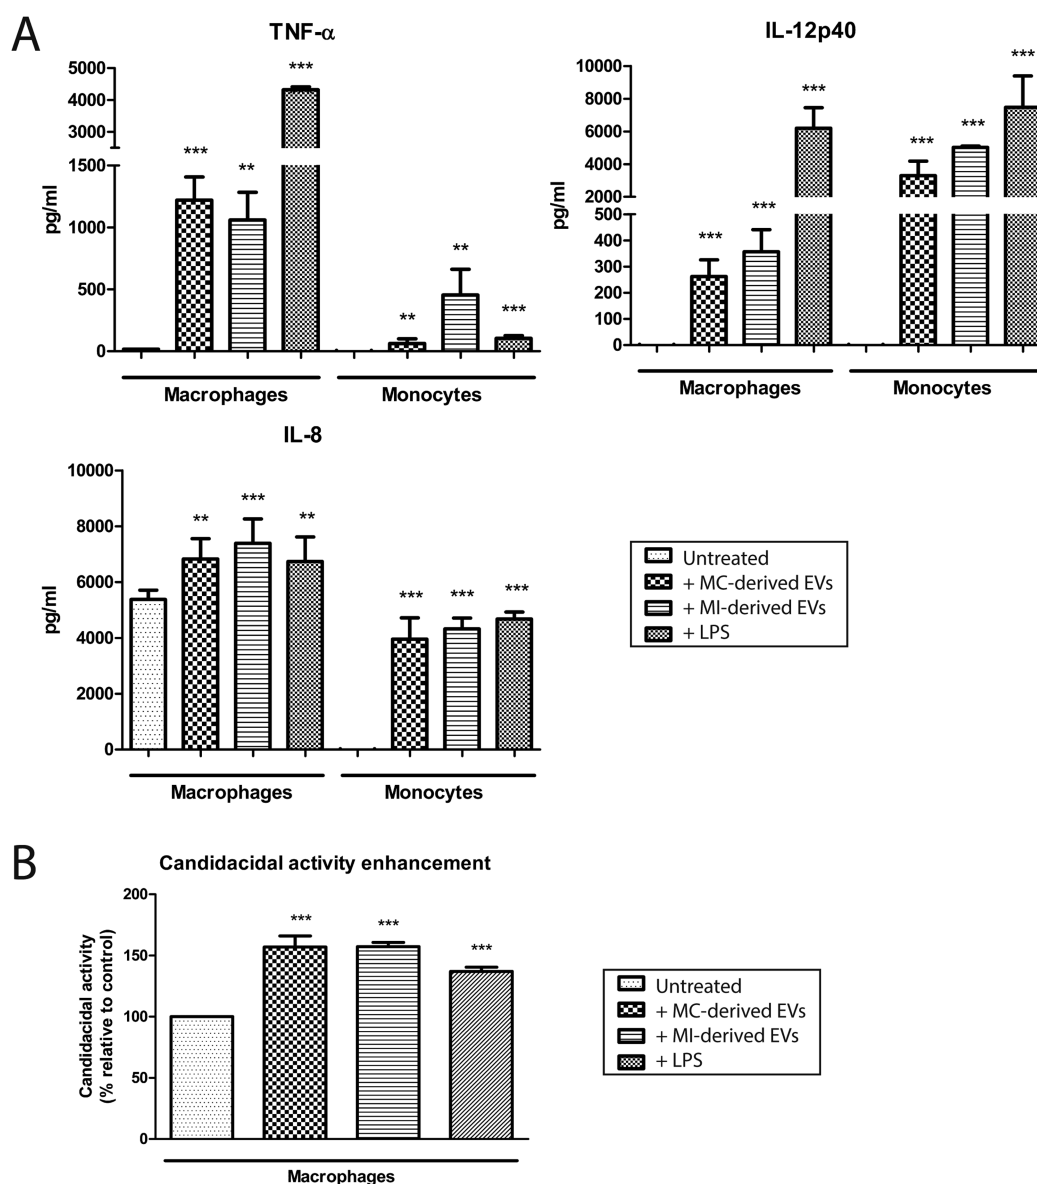 A
TNF-α
5000
4000
3000
1500
1000
500
0
pg/ml
***
**
***
**
**
***
Macrophages
Monocytes
IL-12p40
10000
8000
6000
4000
2000
500
400
300
200
100
0
pg/ml
***
***
***
***
***
***
Macrophages
Monocytes
IL-8
10000
8000
6000
4000
2000
0
pg/ml
**
***
**
***
***
***
Macrophages
Monocytes
Untreated
+ MC-derived EVs
+ MI-derived EVs
+ LPS
B
Candidacidal activity enhancement
200
150
100
50
0
Candidacidal activity
(% relative to control)
***
***
***
Macrophages
Untreated
+ MC-derived EVs
+ MI-derived EVs
+ LPS